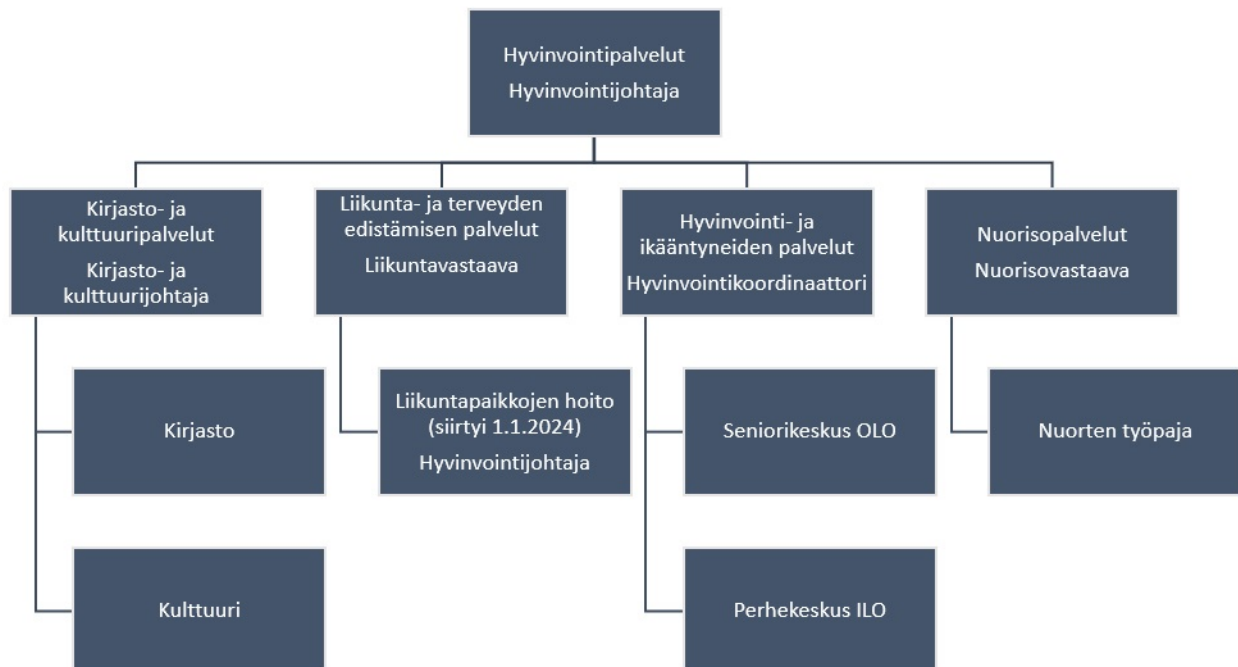 Hyvinvointipalvelut
Hyvinvointijohtaja
Kirjasto- ja
kulttuuripalvelut
Kirjasto- ja
kulttuurijohtaja
Liikunta- ja terveyden
edistämisen palvelut
Liikuntavastaava
Hyvinvointi- ja
ikääntyneiden palvelut
Hyvinvointikoordinaattori
Nuorisopalvelut
Nuorisovastaava
Kirjasto
Liikuntapaikkojen hoito
(siirtyi 1.1.2024)
Hyvinvointijohtaja
Seniorikeskus OLO
Nuorten työpaja
Kulttuuri
Perhekeskus ILO